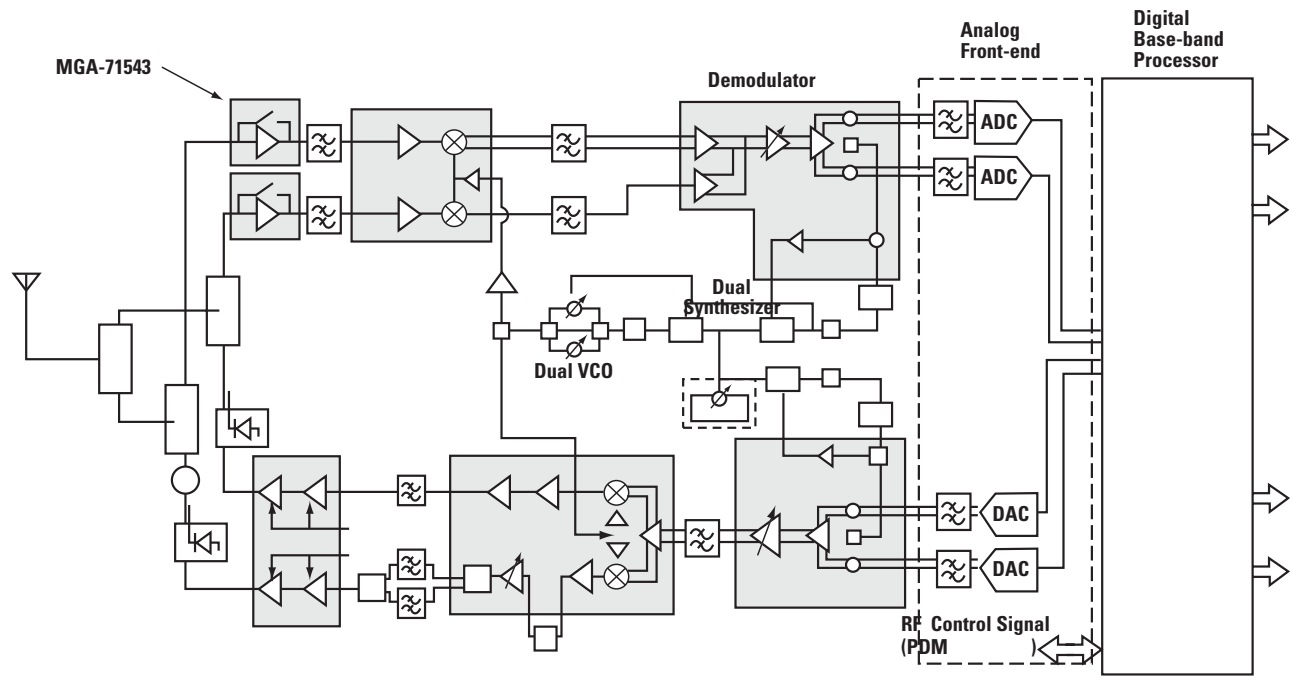 Analog
Front-end
Digital
Base-band
Processor
MGA-71543
Demodulator
ADC
ADC
Dual
Synthesizer
Dual VCO
DAC
DAC
RF Control Signal
(PDM )